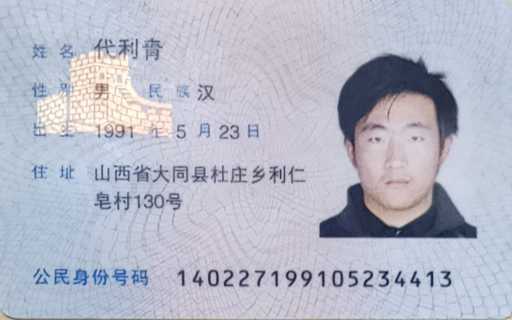 姓名 代利青
性别 男 民族 汉
出生 1991 年 5 月 23 日
住址 山西省大同县杜庄乡利仁
皂村130号
公民身份号码 140227199105234413